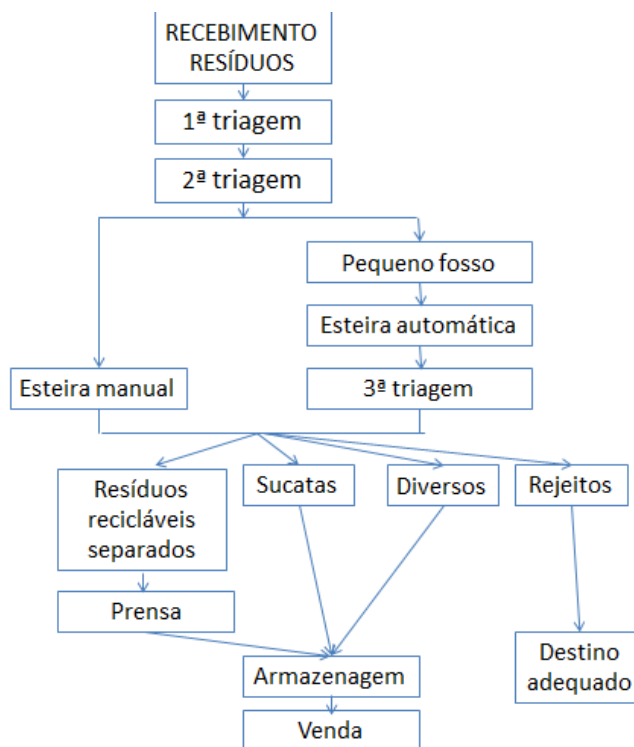 RECEBIMENTO
RESÍDUOS
1ª triagem
2ª triagem
Pequeno fosso
Esteira automática
Esteira manual
3ª triagem
Resíduos
recicláveis
separados
Sucatas
Diversos
Rejeitos
Prensa
Armazenagem
Destino
adequado
Venda